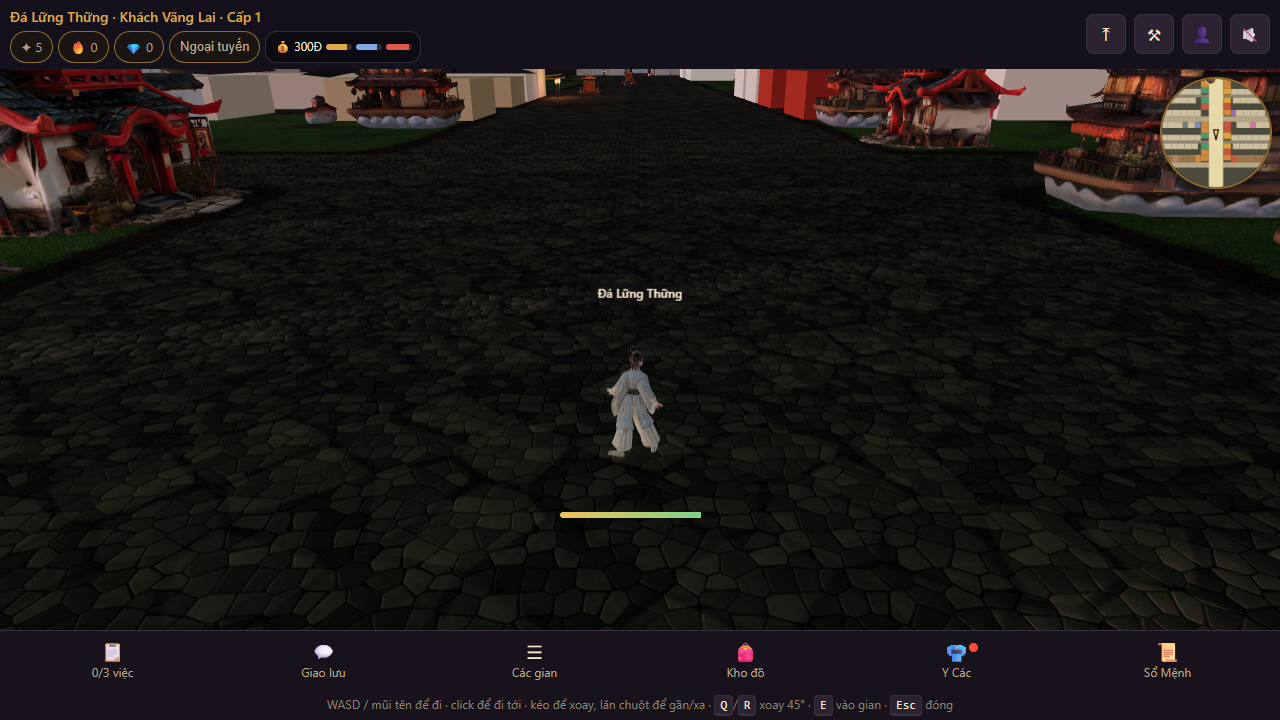 Đá Lững Thững · Khách Vãng Lai · Cấp 1
5 0 0 Ngoại tuyến 300Đ
Đá Lững Thững
0/3 việc Giao lưu Các gian Kho đồ Y Các Sổ Mệnh
WASD / mũi tên để đi · click để đi tới · kéo để xoay, lăn chuột để gần/xa · Q / R xoay 45° · E vào gian · Esc đóng